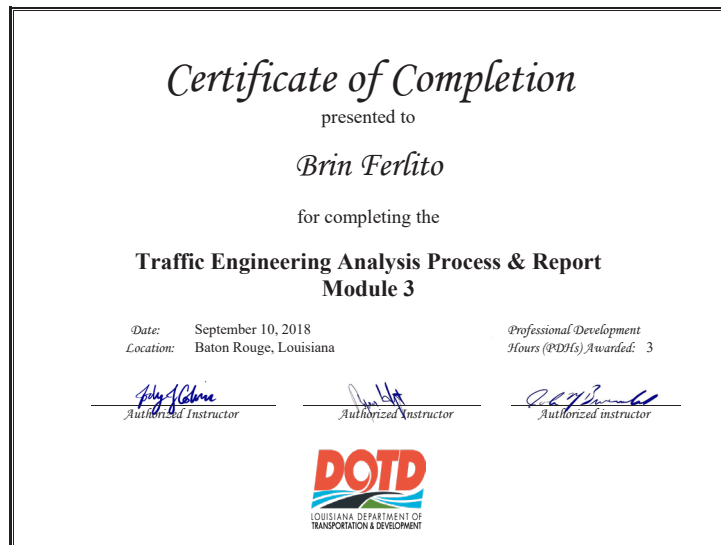 Certificate of Completion
presented to
Brin Ferlito
for completing the
Traffic Engineering Analysis Process & Report
Module 3
Date: September 10, 2018
Location: Baton Rouge, Louisiana
Professional Development
Hours (PDHs) Awarded: 3
Authorized Instructor
Authorized Instructor
Authorized instructor
DOTD
LOUISIANA DEPARTMENT OF
TRANSPORTATION & DEVELOPMENT